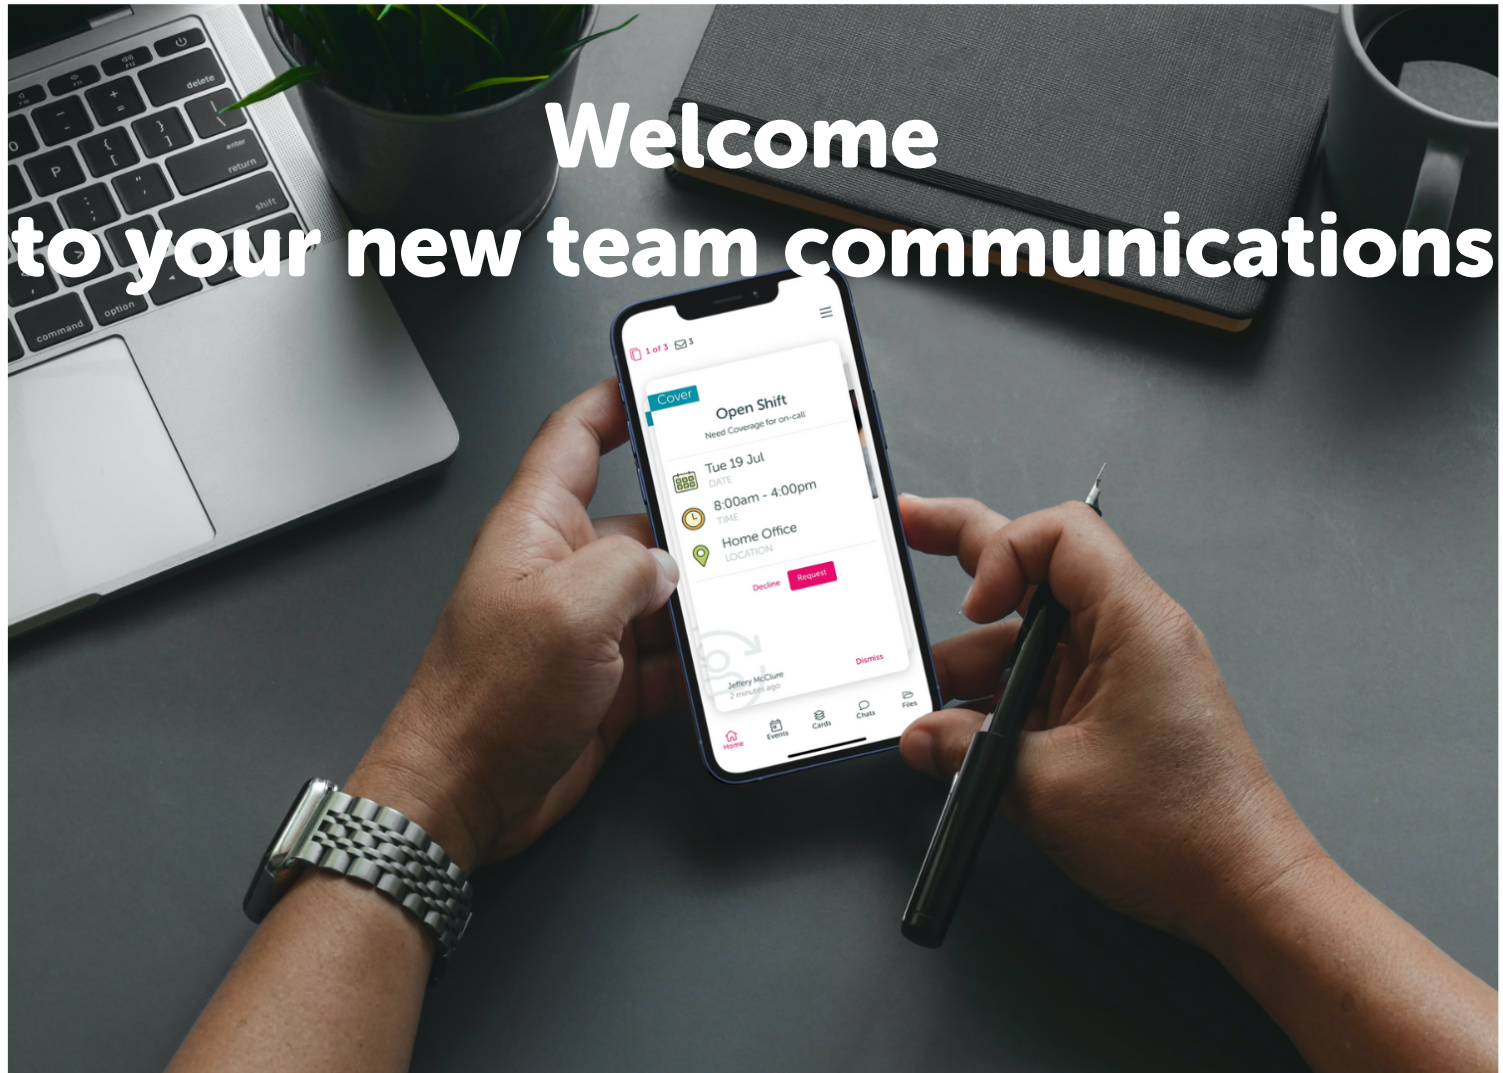 Welcome
to your new team communications
1 of 3 3
Cover
Open Shift
Need Coverage for on-call
Tue 19 Jul
DATE
8:00am - 4:00pm
TIME
Home Office
LOCATION
Decline Request
Dismiss
Jeffery McClure
2 minutes ago
Home Events Cards Chats Files
delete
+
=
-
P
{
[
}
]
enter
return
shift
command
option